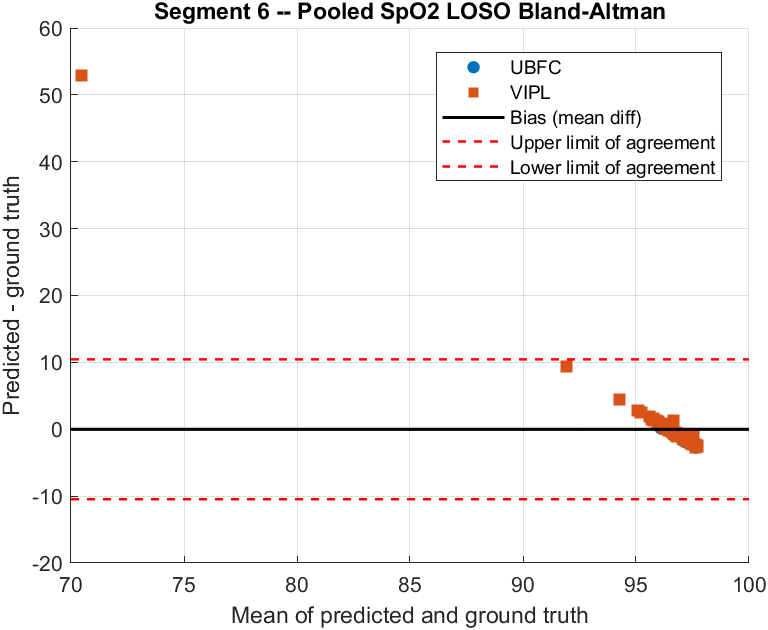 Segment 6 -- Pooled SpO2 LOSO Bland-Altman
60
50
40
30
20
10
0
-10
-20
Predicted - ground truth
UBFC
VIPL
Bias (mean diff)
Upper limit of agreement
Lower limit of agreement
70 75 80 85 90 95 100
Mean of predicted and ground truth